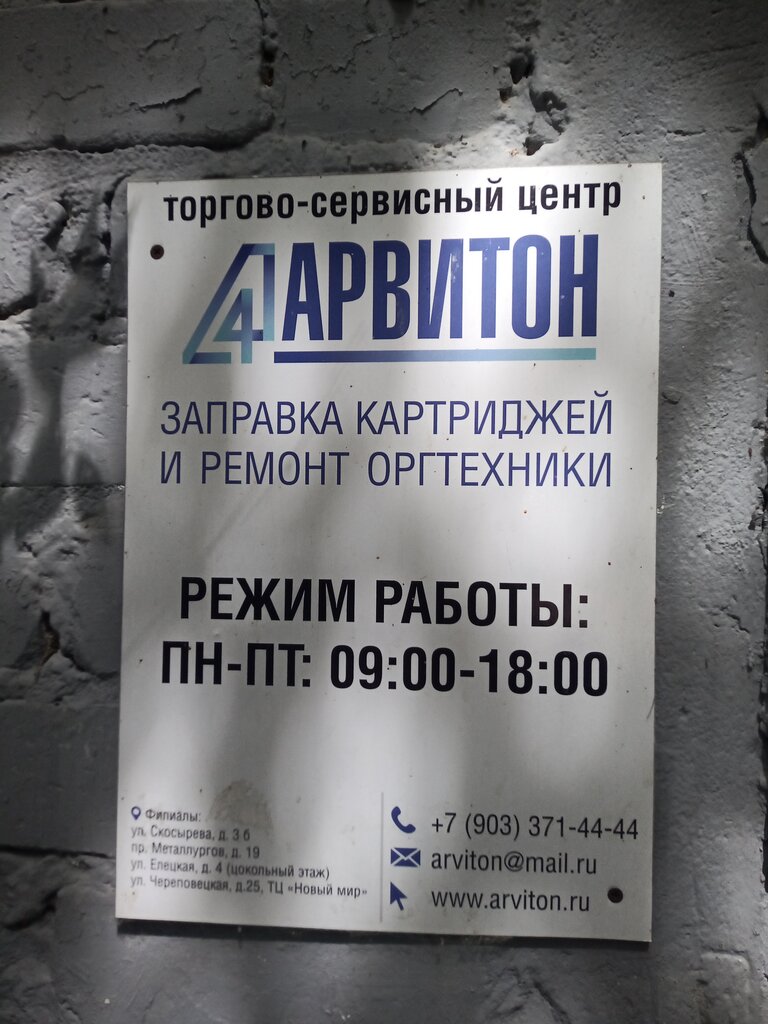 торгово-сервисный центр
А4 АРВИТОН
ЗАПРАВКА КАРТРИДЖЕЙ
И РЕМОНТ ОРГТЕХНИКИ
РЕЖИМ РАБОТЫ:
ПН-ПТ: 09:00-18:00
Филиалы:
ул. Скосырева, д. 3 б
пр. Металлургов, д. 19
ул. Елецкая, д. 4 (цокольный этаж)
ул. Череповецкая, д.25, ТЦ «Новый мир»
+7 (903) 371-44-44
arviton@mail.ru
www.arviton.ru